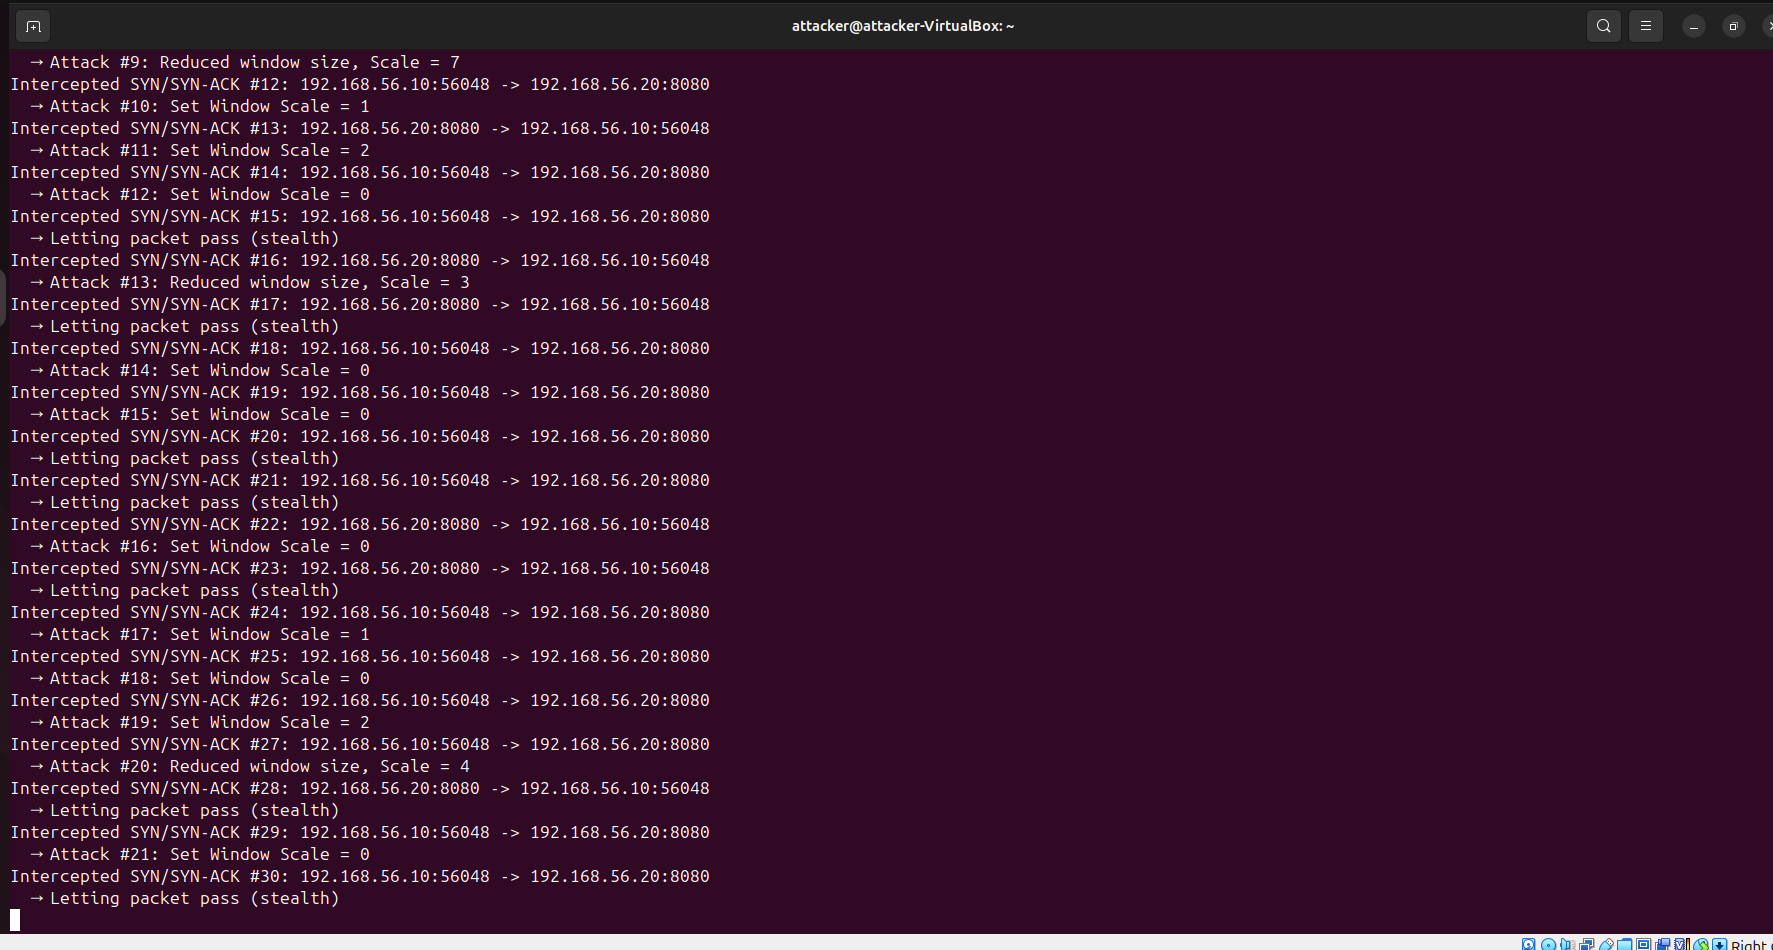 attacker@attacker-VirtualBox: ~
→ Attack #9: Reduced window size, Scale = 7
Intercepted SYN/SYN-ACK #12: 192.168.56.10:56048 -> 192.168.56.20:8080
→ Attack #10: Set Window Scale = 1
Intercepted SYN/SYN-ACK #13: 192.168.56.20:8080 -> 192.168.56.10:56048
→ Attack #11: Set Window Scale = 2
Intercepted SYN/SYN-ACK #14: 192.168.56.10:56048 -> 192.168.56.20:8080
→ Attack #12: Set Window Scale = 0
Intercepted SYN/SYN-ACK #15: 192.168.56.10:56048 -> 192.168.56.20:8080
→ Letting packet pass (stealth)
Intercepted SYN/SYN-ACK #16: 192.168.56.20:8080 -> 192.168.56.10:56048
→ Attack #13: Reduced window size, Scale = 3
Intercepted SYN/SYN-ACK #17: 192.168.56.20:8080 -> 192.168.56.10:56048
→ Letting packet pass (stealth)
Intercepted SYN/SYN-ACK #18: 192.168.56.10:56048 -> 192.168.56.20:8080
→ Attack #14: Set Window Scale = 0
Intercepted SYN/SYN-ACK #19: 192.168.56.10:56048 -> 192.168.56.20:8080
→ Attack #15: Set Window Scale = 0
Intercepted SYN/SYN-ACK #20: 192.168.56.10:56048 -> 192.168.56.20:8080
→ Letting packet pass (stealth)
Intercepted SYN/SYN-ACK #21: 192.168.56.10:56048 -> 192.168.56.20:8080
→ Letting packet pass (stealth)
Intercepted SYN/SYN-ACK #22: 192.168.56.20:8080 -> 192.168.56.10:56048
→ Attack #16: Set Window Scale = 0
Intercepted SYN/SYN-ACK #23: 192.168.56.20:8080 -> 192.168.56.10:56048
→ Letting packet pass (stealth)
Intercepted SYN/SYN-ACK #24: 192.168.56.10:56048 -> 192.168.56.20:8080
→ Attack #17: Set Window Scale = 1
Intercepted SYN/SYN-ACK #25: 192.168.56.10:56048 -> 192.168.56.20:8080
→ Attack #18: Set Window Scale = 0
Intercepted SYN/SYN-ACK #26: 192.168.56.10:56048 -> 192.168.56.20:8080
→ Attack #19: Set Window Scale = 2
Intercepted SYN/SYN-ACK #27: 192.168.56.10:56048 -> 192.168.56.20:8080
→ Attack #20: Reduced window size, Scale = 4
Intercepted SYN/SYN-ACK #28: 192.168.56.20:8080 -> 192.168.56.10:56048
→ Letting packet pass (stealth)
Intercepted SYN/SYN-ACK #29: 192.168.56.10:56048 -> 192.168.56.20:8080
→ Attack #21: Set Window Scale = 0
Intercepted SYN/SYN-ACK #30: 192.168.56.10:56048 -> 192.168.56.20:8080
→ Letting packet pass (stealth)
Right